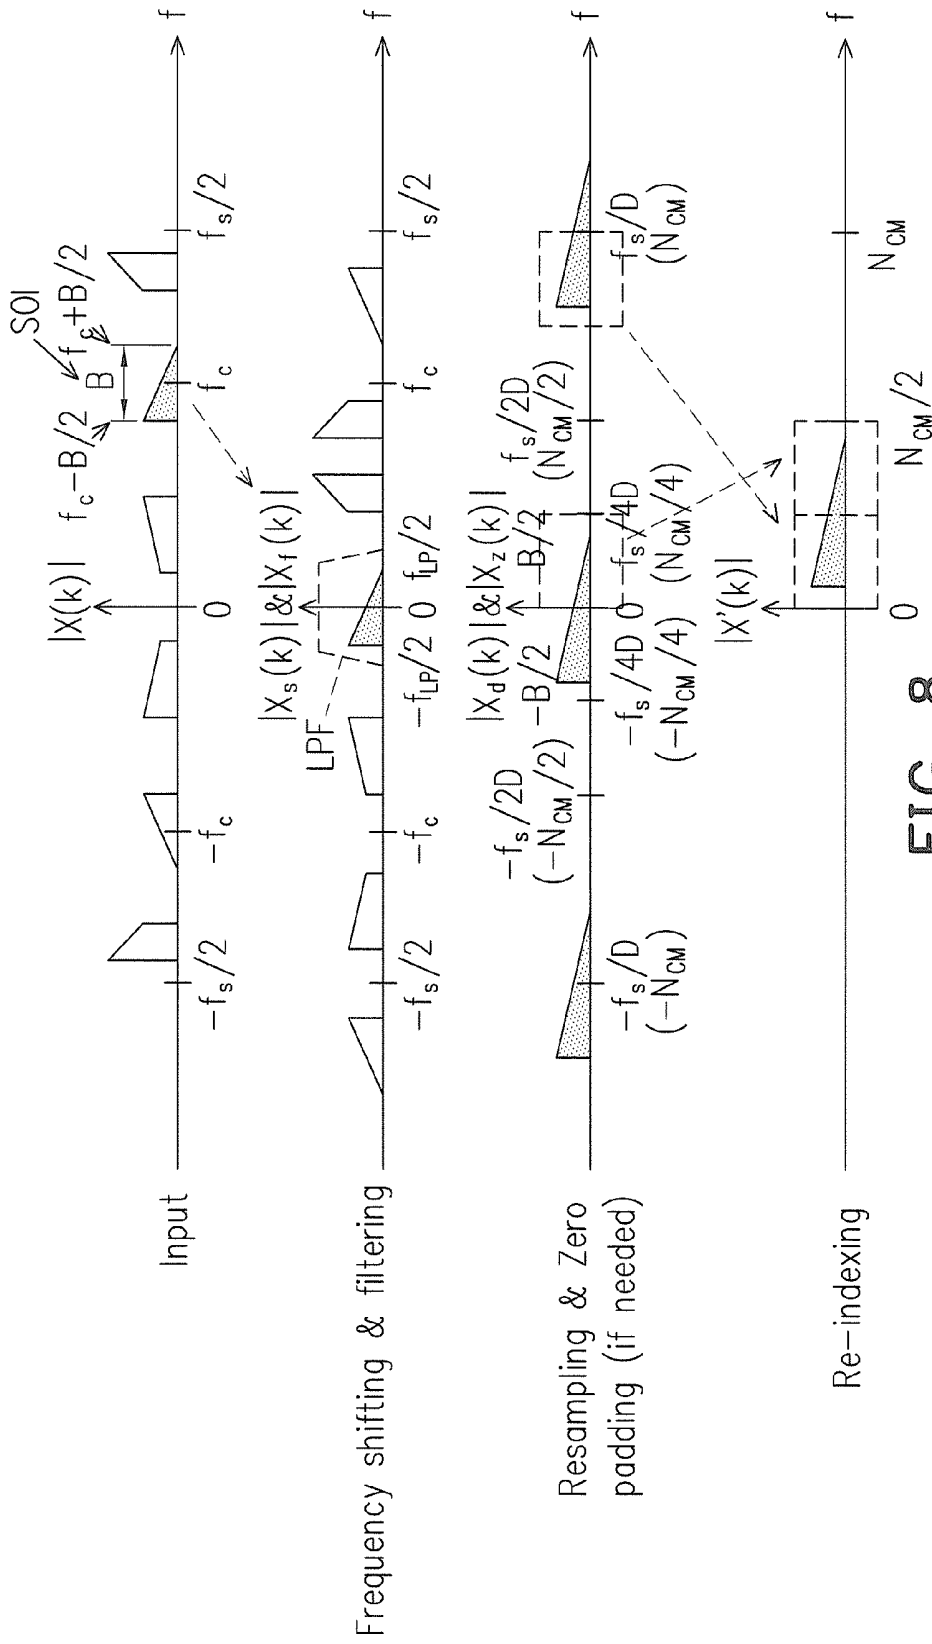 Input
SOI
f_c−B/2
B
f_c+B/2
|X(k)|
f
−f_s/2
−f_c
0
f_c
f_s/2
Frequency shifting & filtering
|X_s(k)|&|X_f(k)|
LPF
f
−f_s/2
−f_c
−f_LP/2
0
f_LP/2
f_c
f_s/2
Resampling & Zero
padding (if needed)
|X_d(k)|&|X_z(k)|
−B/2
B/2
f
−f_s/D
(−N_CM)
−f_s/2D
(−N_CM/2)
−f_s/4D
(−N_CM/4)
0
f_s/4D
(N_CM/4)
f_s/2D
(N_CM/2)
f_s/D
(N_CM)
Re−indexing
|X'(k)|
f
0
N_CM/2
N_CM
FIG. 8